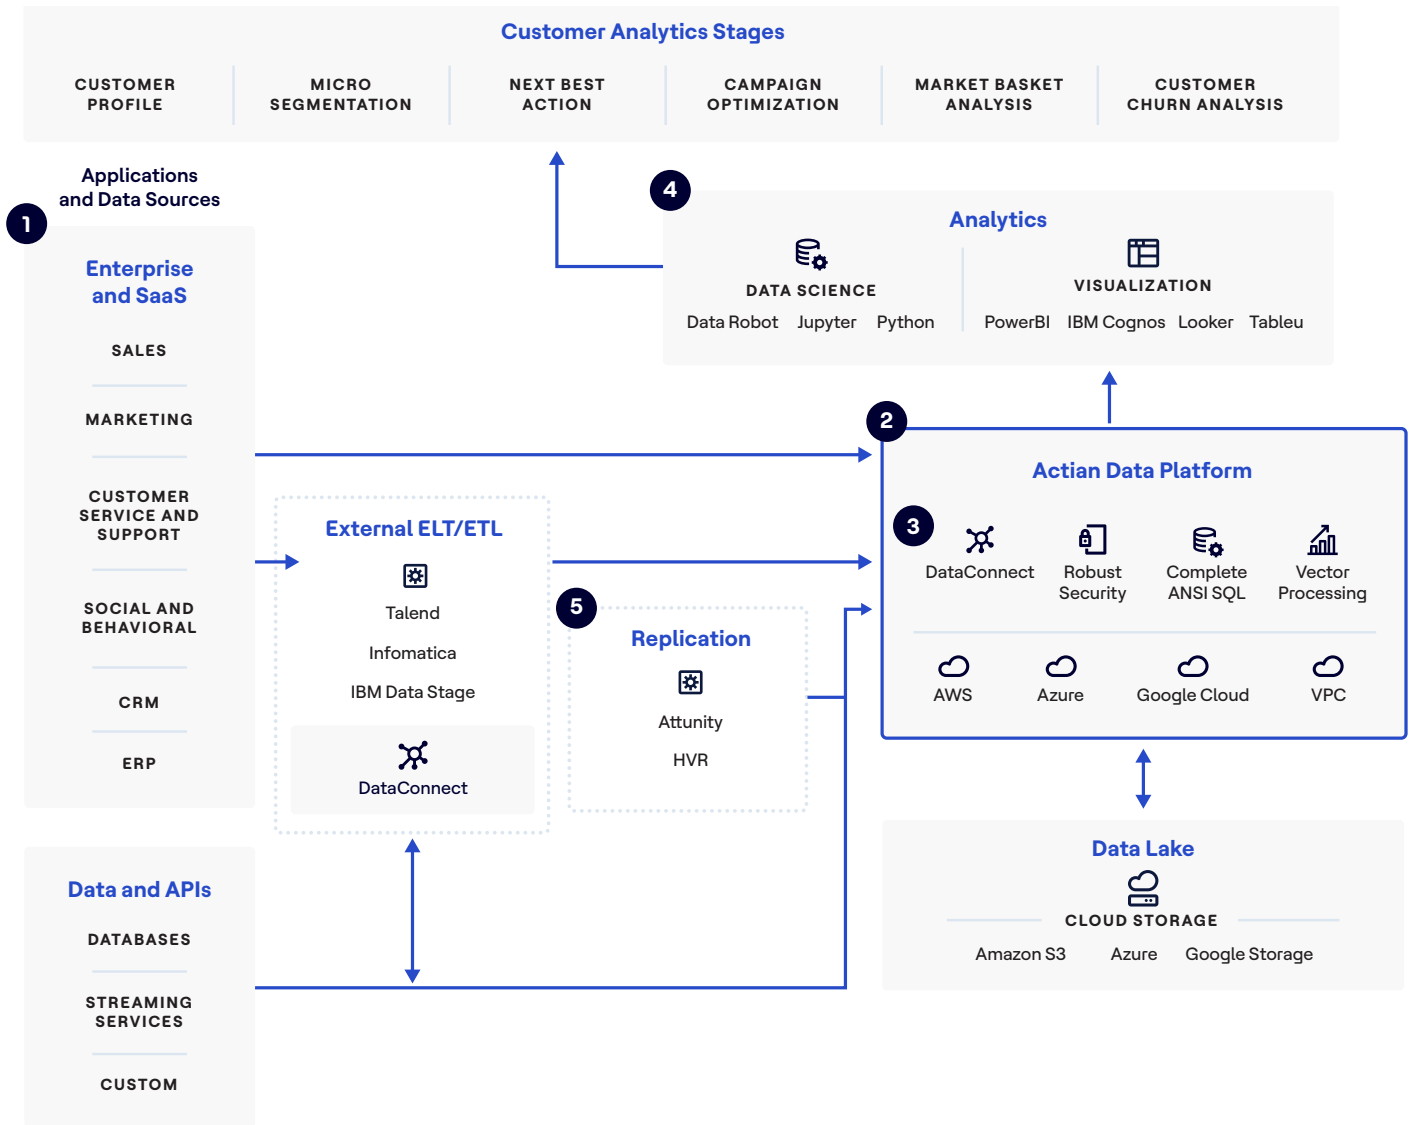 Customer Analytics Stages
CUSTOMER
PROFILE
MICRO
SEGMENTATION
NEXT BEST
ACTION
CAMPAIGN
OPTIMIZATION
MARKET BASKET
ANALYSIS
CUSTOMER
CHURN ANALYSIS
Applications
and Data Sources
1
Enterprise
and SaaS
SALES
MARKETING
CUSTOMER
SERVICE AND
SUPPORT
SOCIAL AND
BEHAVIORAL
CRM
ERP
Data and APIs
DATABASES
STREAMING
SERVICES
CUSTOM
External ELT/ETL
Talend
Infomatica
IBM Data Stage
DataConnect
5
Replication
Attunity
HVR
4
Analytics
DATA SCIENCE
Data Robot Jupyter Python
VISUALIZATION
PowerBI IBM Cognos Looker Tableu
2
Actian Data Platform
3
DataConnect
Robust
Security
Complete
ANSI SQL
Vector
Processing
AWS
Azure
Google Cloud
VPC
Data Lake
CLOUD STORAGE
Amazon S3 Azure Google Storage